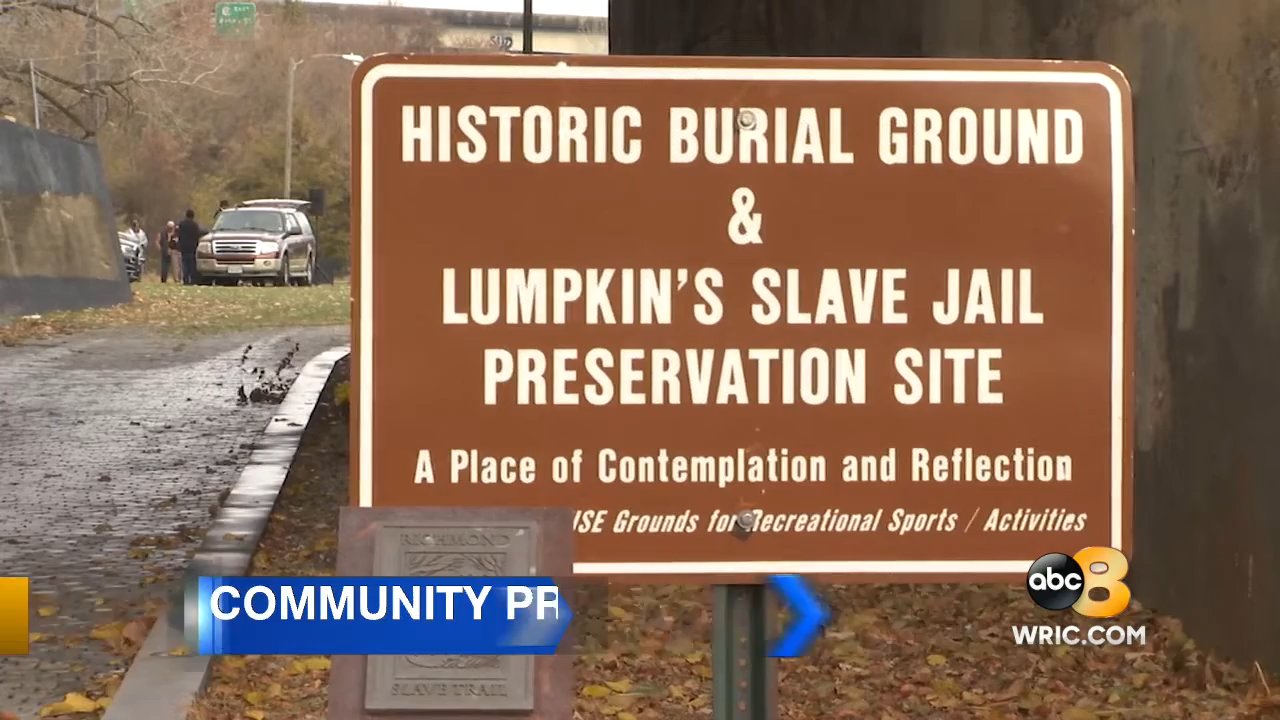 HISTORIC BURIAL GROUND
&
LUMPKIN'S SLAVE JAIL
PRESERVATION SITE
A Place of Contemplation and Reflection
Grounds for Recreational Sports / Activities
RICHMOND
SLAVE TRAIL
COMMUNITY PR
abc 8
WRIC.COM